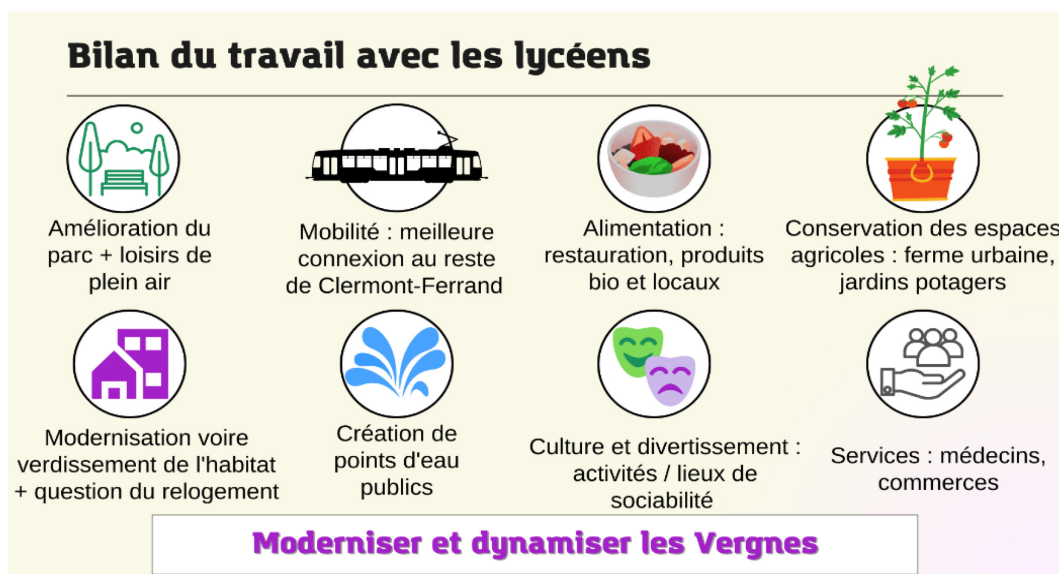 Bilan du travail avec les lycéens
Amélioration du
parc + loisirs de
plein air
Mobilité : meilleure
connexion au reste
de Clermont-Ferrand
Alimentation :
restauration, produits
bio et locaux
Conservation des espaces
agricoles : ferme urbaine,
jardins potagers
Modernisation voire
verdissement de l'habitat
+ question du relogement
Création de
points d'eau
publics
Culture et divertissement :
activités / lieux de
sociabilité
Services : médecins,
commerces
Moderniser et dynamiser les Vergnes